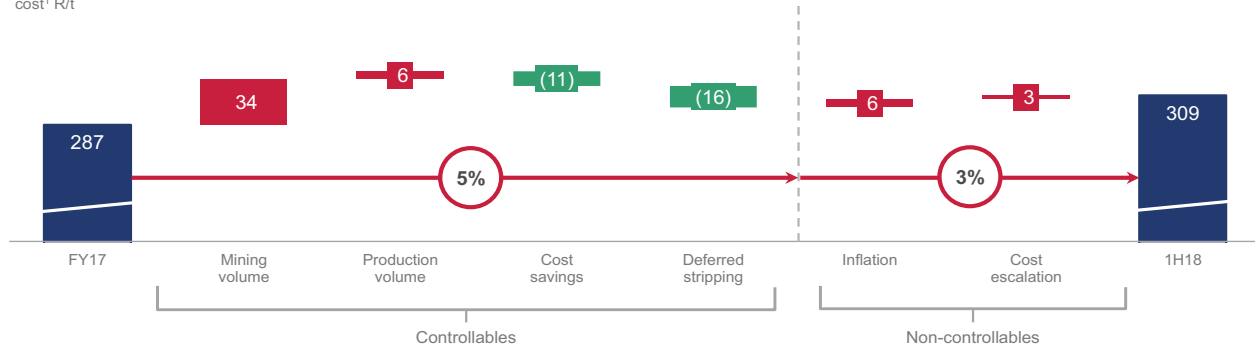 cost¹ R/t
287
34
6
(11)
(16)
6
3
309
5%
3%
FY17
Mining
volume
Production
volume
Cost
savings
Deferred
stripping
Inflation
Cost
escalation
1H18
Controllables
Non-controllables